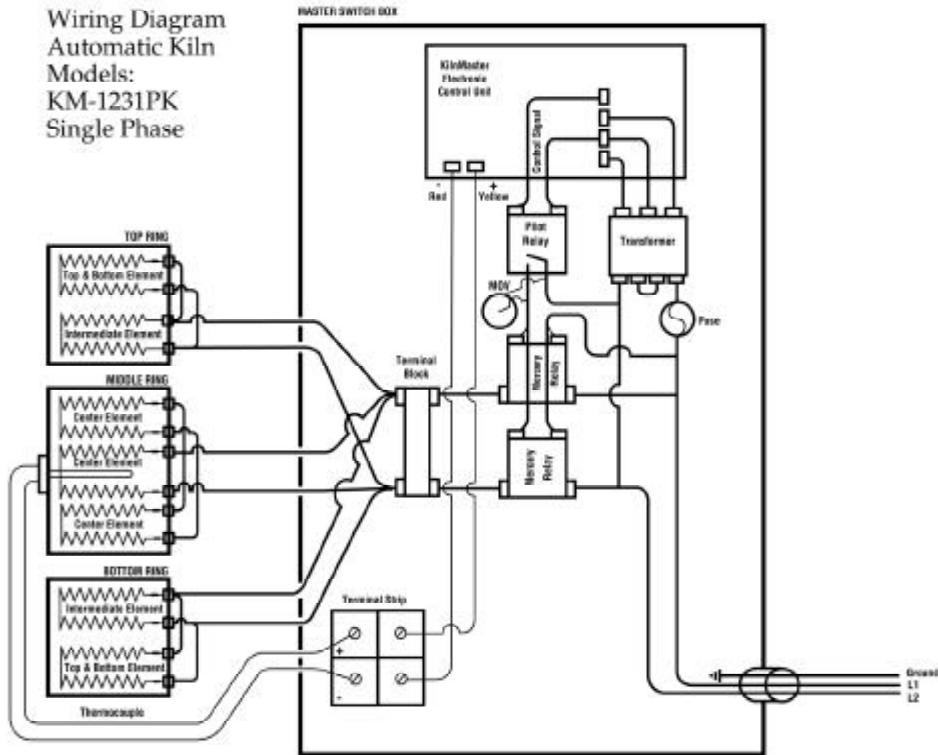 Wiring Diagram
Automatic Kiln
Models:
KM-1231PK
Single Phase
MASTER SWITCH BOX
KilnMaster
Electronic
Control Unit
Control Signal
-
Red
+
Yellow
Pilot
Relay
Transformer
MOV
Fuse
TOP RING
Top & Bottom Element
Intermediate Element
MIDDLE RING
Center Element
Center Element
Center Element
Terminal
Block
Mercury
Relay
Mercury
Relay
BOTTOM RING
Intermediate Element
Top & Bottom Element
Terminal Strip
+
-
Thermocouple
Ground
L1
L2